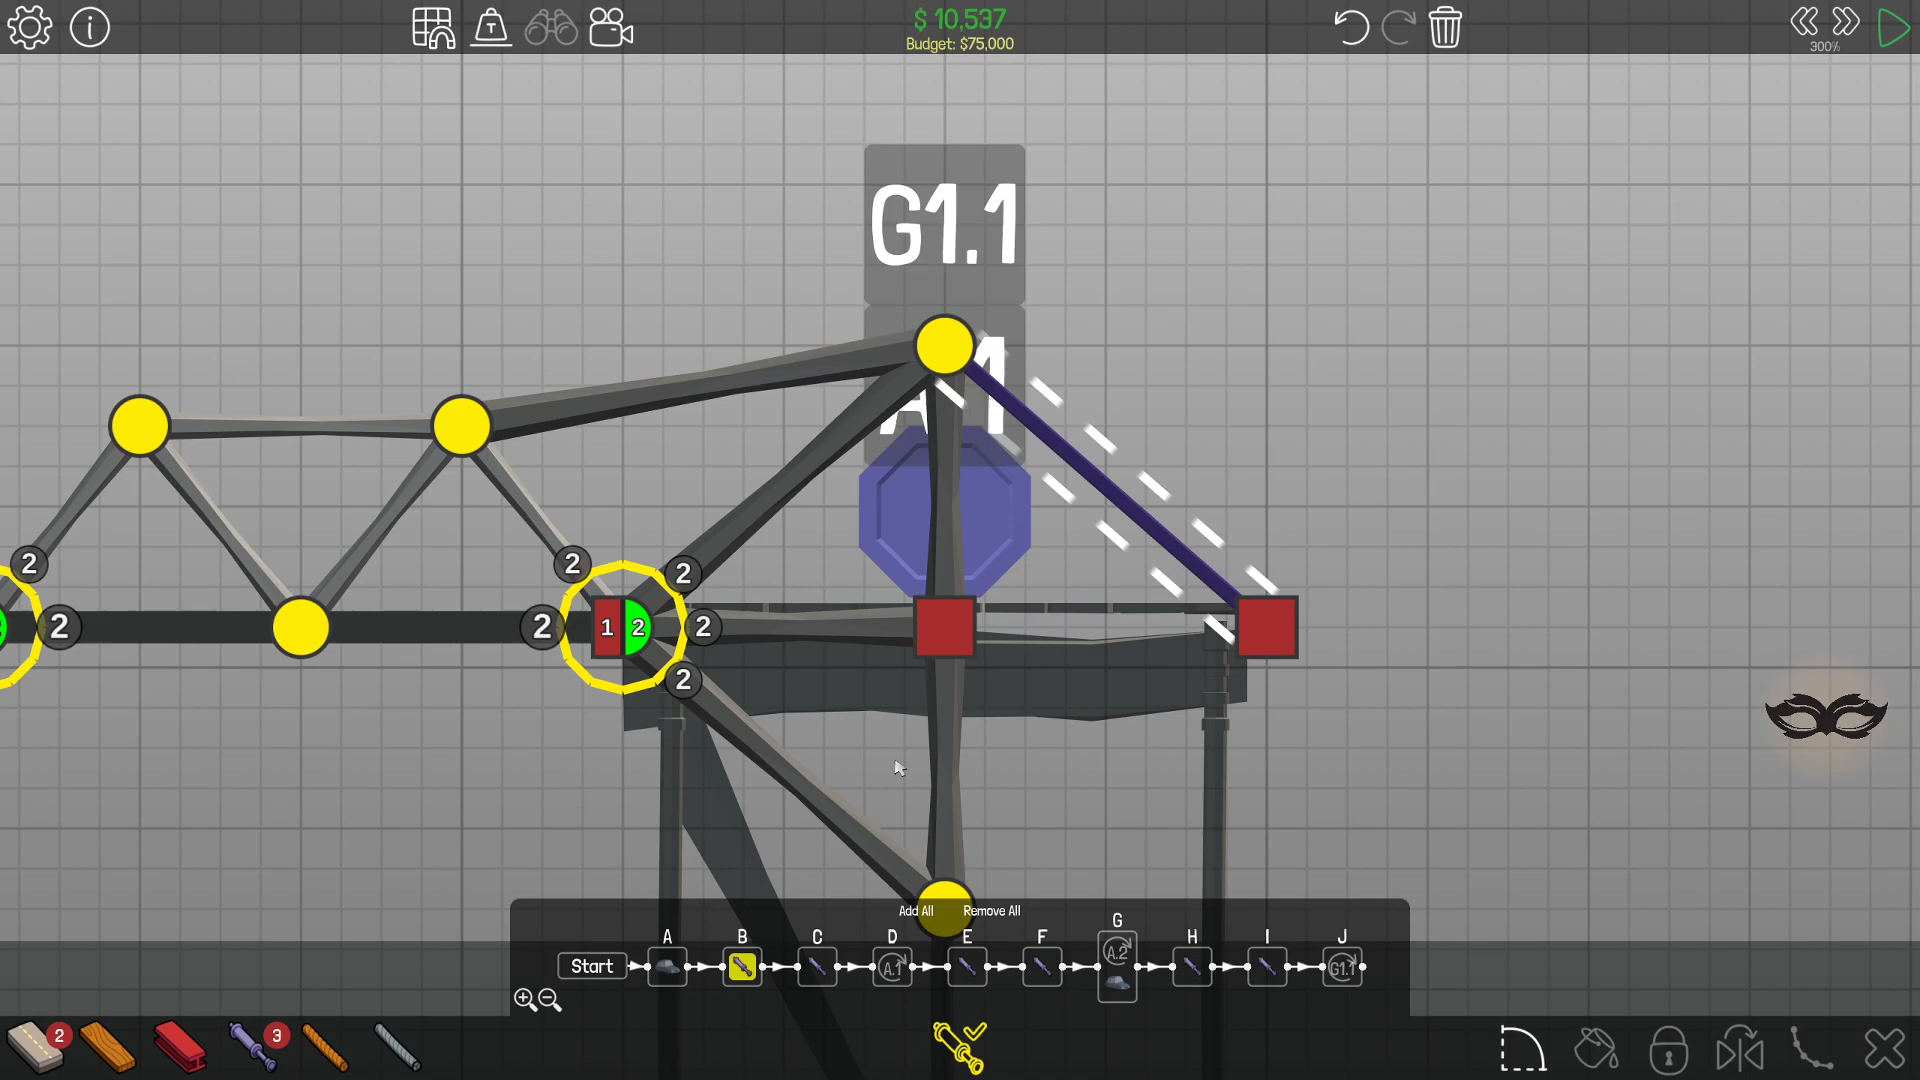 $ 10,537
Budget: $75,000
300%
G1.1
2
2
2
2
1
2
2
2
2
Add All
Remove All
A
B
C
D
E
F
G
H
I
J
Start
A.1
A.2
G1.1
2
3